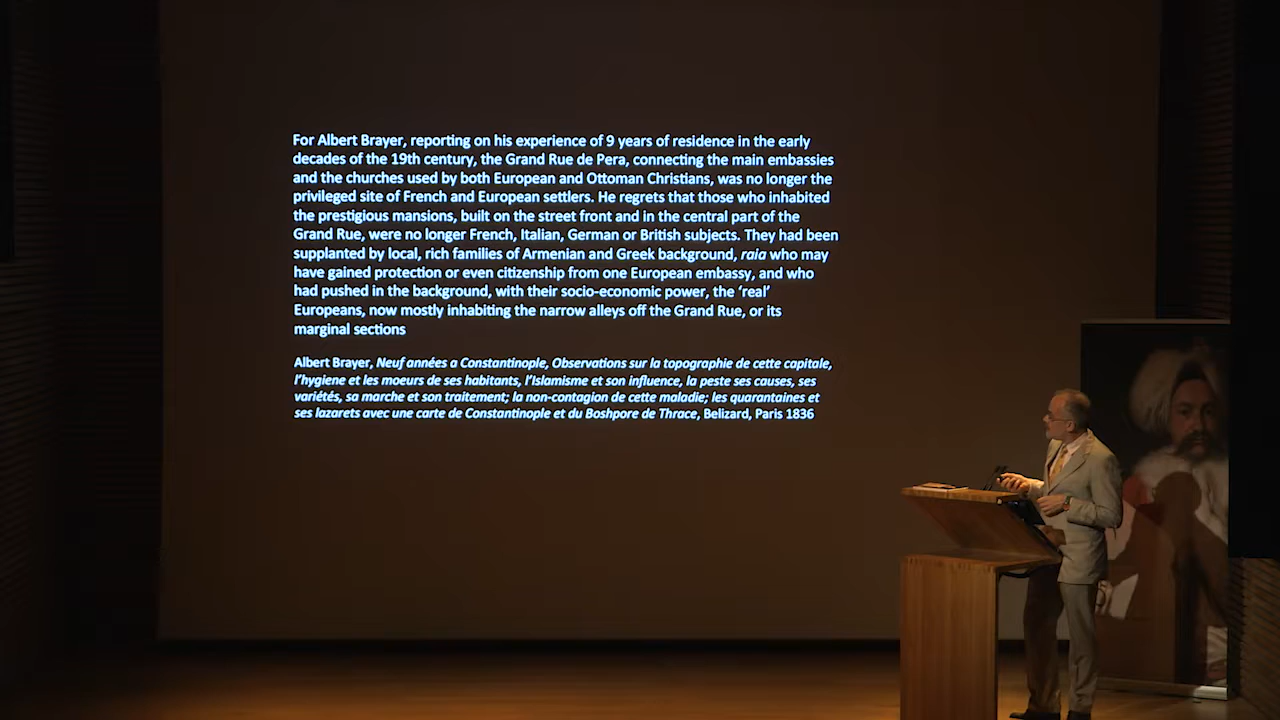 For Albert Brayer, reporting on his experience of 9 years of residence in the early
decades of the 19th century, the Grand Rue de Pera, connecting the main embassies
and the churches used by both European and Ottoman Christians, was no longer the
privileged site of French and European settlers. He regrets that those who inhabited
the prestigious mansions, built on the street front and in the central part of the
Grand Rue, were no longer French, Italian, German or British subjects. They had been
supplanted by local, rich families of Armenian and Greek background, raia who may
have gained protection or even citizenship from one European embassy, and who
had pushed in the background, with their socio-economic power, the ‘real’
Europeans, now mostly inhabiting the narrow alleys off the Grand Rue, or its
marginal sections
Albert Brayer, Neuf années a Constantinople, Observations sur la topographie de cette capitale,
l’hygiene et les moeurs de ses habitants, l’Islamisme et son influence, la peste ses causes, ses
variétés, sa marche et son traitement; la non-contagion de cette maladie; les quarantaines et
ses lazarets avec une carte de Constantinople et du Boshpore de Thrace, Belizard, Paris 1836